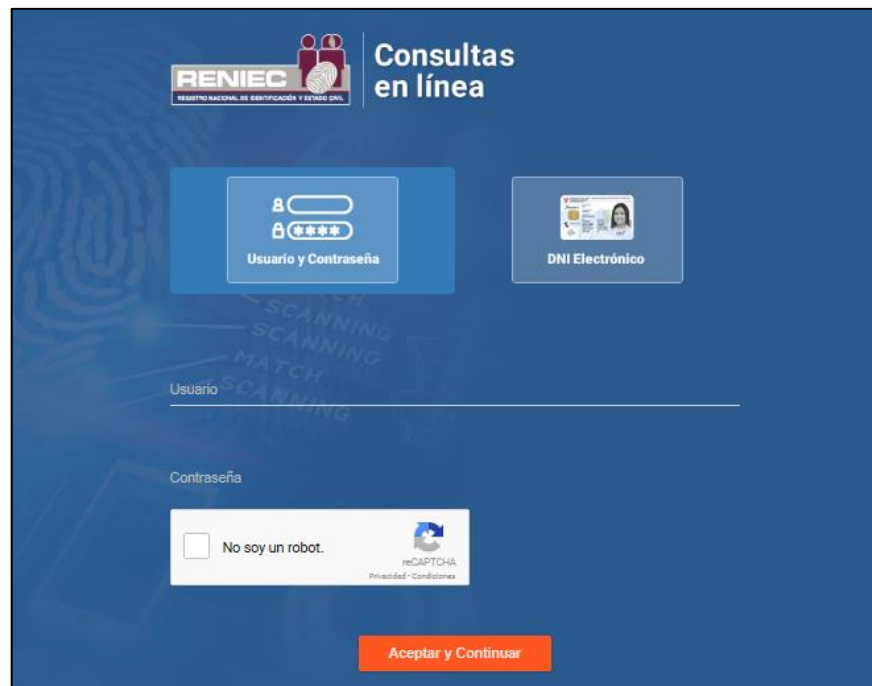 RENIEC
REGISTRO NACIONAL DE IDENTIFICACIÓN Y ESTADO CIVIL
Consultas
en línea
****
Usuario y Contraseña
DNI Electrónico
SCANNING
SCANNING
MATCH
SCANNING
Usuario
Contraseña
No soy un robot.
reCAPTCHA
Privacidad - Condiciones
Aceptar y Continuar